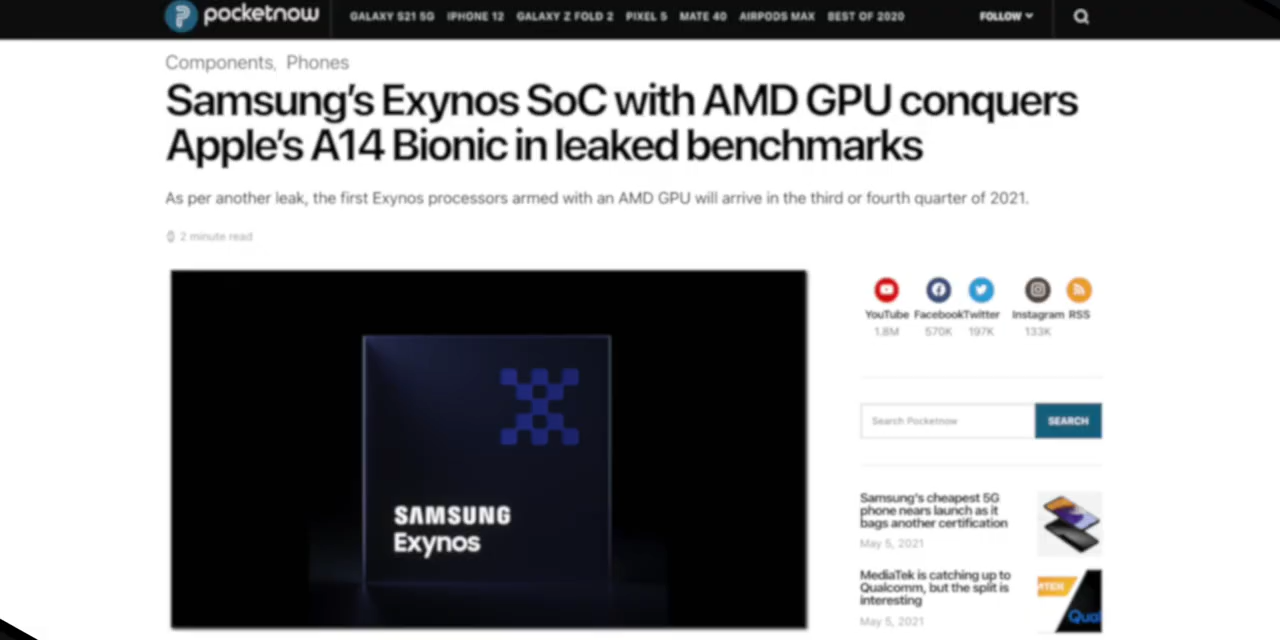 pocketnow
GALAXY S21 5G IPHONE 12 GALAXY Z FOLD 2 PIXEL 5 MATE 40 AIRPODS MAX BEST OF 2020
FOLLOW
Components, Phones
Samsung's Exynos SoC with AMD GPU conquers
Apple's A14 Bionic in leaked benchmarks
As per another leak, the first Exynos processors armed with an AMD GPU will arrive in the third or fourth quarter of 2021.
2 minute read
SAMSUNG
Exynos
YouTube Facebook Twitter Instagram RSS
1.8M 570K 197K 133K
Search Pocketnow
SEARCH
Samsung's cheapest 5G
phone nears launch as it
bags another certification
May 5, 2021
MediaTek is catching up to
Qualcomm, but the split is
interesting
May 5, 2021